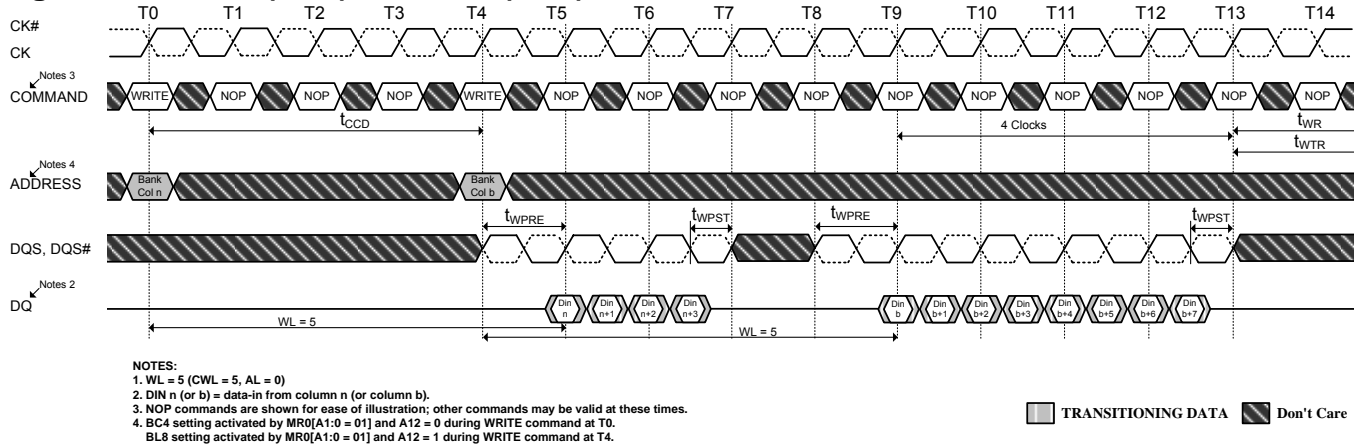 T0 T1 T2 T3 T4 T5 T6 T7 T8 T9 T10 T11 T12 T13 T14
CK#
CK
Notes 3
COMMAND
WRITE NOP NOP NOP WRITE NOP NOP NOP NOP NOP NOP NOP NOP NOP NOP
tCCD
4 Clocks
tWR
tWTR
Notes 4
ADDRESS
Bank Col n
Bank Col b
tWPRE
tWPST
tWPRE
tWPST
DQS, DQS#
Notes 2
DQ
Din n
Din n+1
Din n+2
Din n+3
Din b
Din b+1
Din b+2
Din b+3
Din b+4
Din b+5
Din b+6
Din b+7
WL = 5
WL = 5
NOTES:
1. WL = 5 (CWL = 5, AL = 0)
2. DIN n (or b) = data-in from column n (or column b).
3. NOP commands are shown for ease of illustration; other commands may be valid at these times.
4. BC4 setting activated by MR0[A1:0 = 01] and A12 = 0 during WRITE command at T0.
BL8 setting activated by MR0[A1:0 = 01] and A12 = 1 during WRITE command at T4.
TRANSITIONING DATA
Don't Care